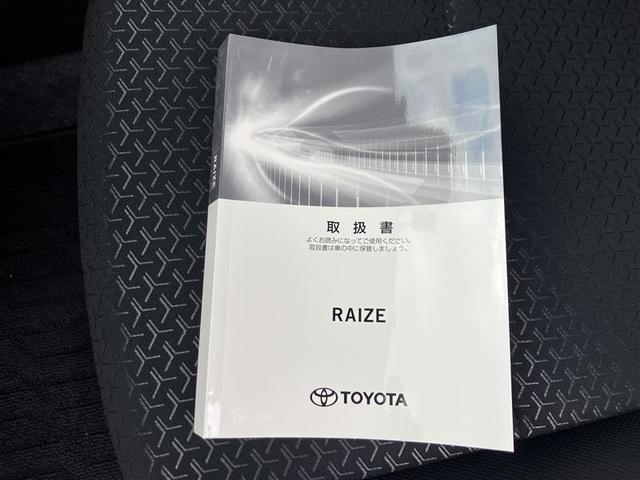 取扱書
よくお読みになってご使用ください。
取扱書は車の中に保管しましょう。
RAIZE
TOYOTA
RAIZE